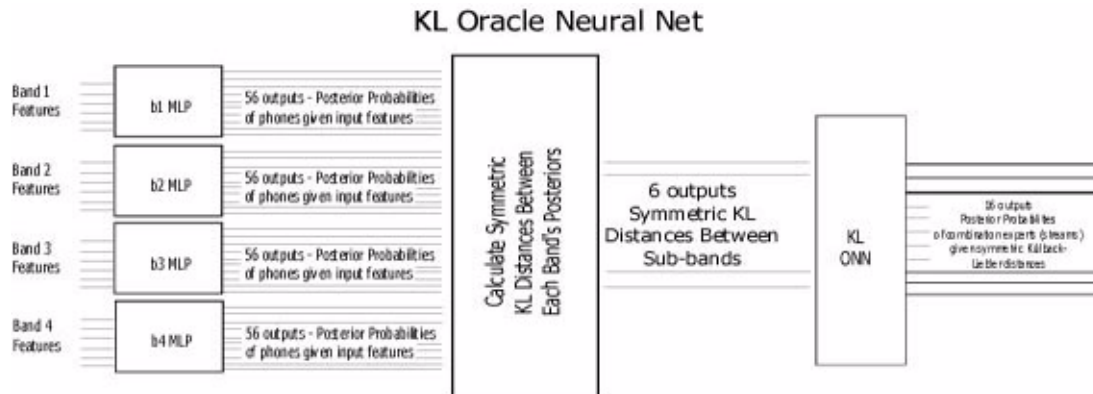 KL Oracle Neural Net
Band 1
Features
b1 MLP
56 outputs - Posterior Probabilities
of phones given input features
Band 2
Features
b2 MLP
56 outputs - Posterior Probabilities
of phones given input features
Band 3
Features
b3 MLP
56 outputs - Posterior Probabilities
of phones given input features
Band 4
Features
b4 MLP
56 outputs - Posterior Probabilities
of phones given input features
Calculate Symmetric
KL Distances Between
Each Band's Posteriors
6 outputs
Symmetric KL
Distances Between
Sub-bands
KL
ONN
16 outputs
Posterior Probabilites
of combination experts (streams)
given symmetric Kullback-
Liebler distances